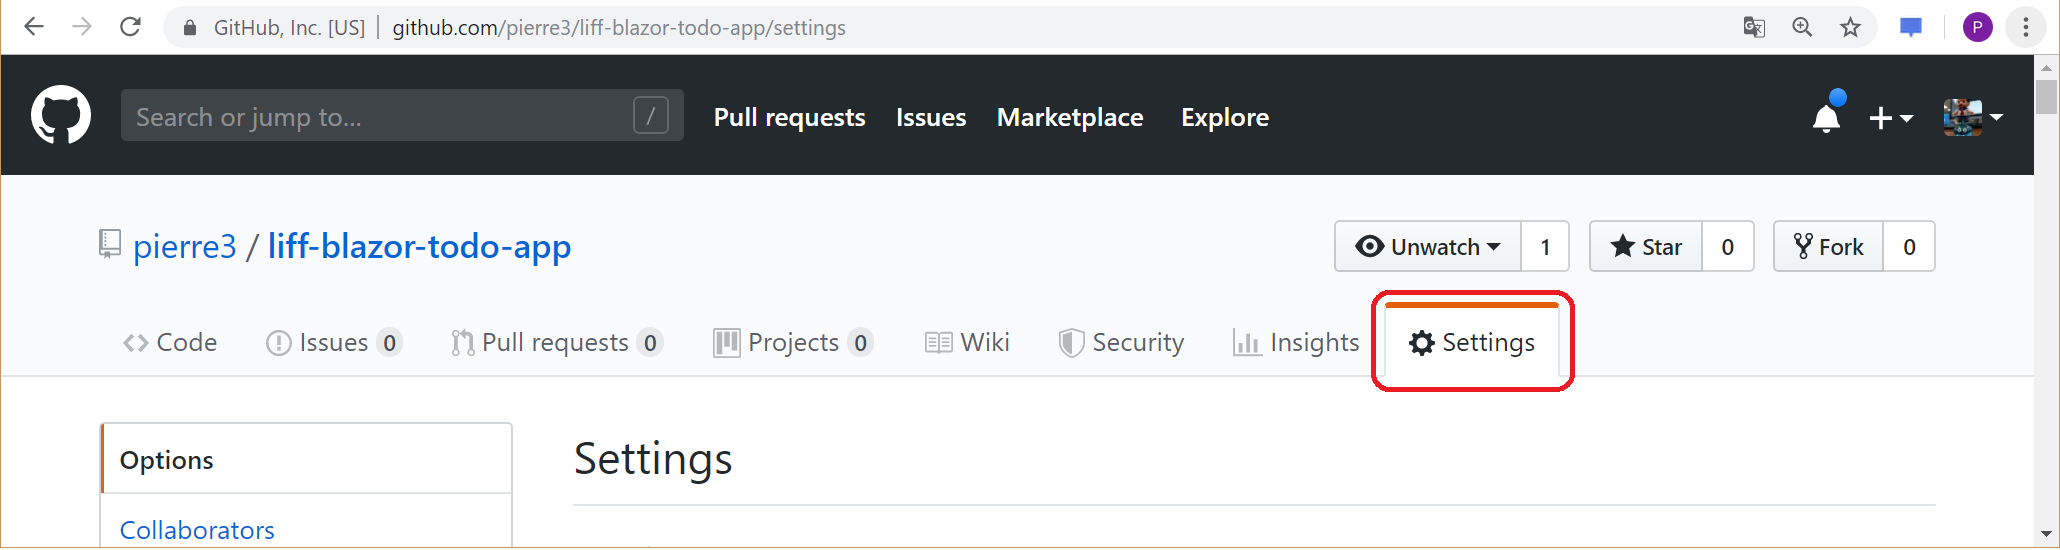 GitHub, Inc. [US] | github.com/pierre3/liff-blazor-todo-app/settings P
Search or jump to... / Pull requests Issues Marketplace Explore
pierre3 / liff-blazor-todo-app Unwatch 1 Star 0 Fork 0
Code Issues 0 Pull requests 0 Projects 0 Wiki Security Insights Settings
Options
Settings
Collaborators